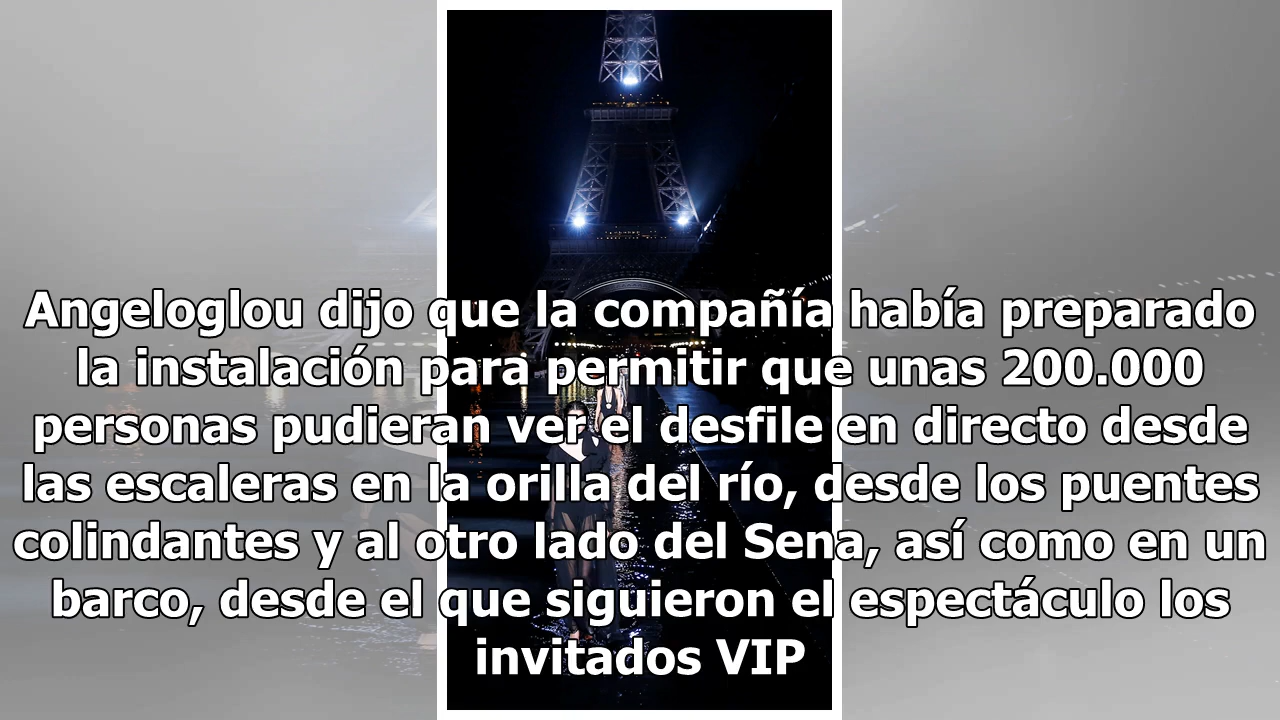 Angeloglou dijo que la compañía había preparado
la instalación para permitir que unas 200.000
personas pudieran ver el desfile en directo desde
las escaleras en la orilla del río, desde los puentes
colindantes y al otro lado del Sena, así como en un
barco, desde el que siguieron el espectáculo los
invitados VIP